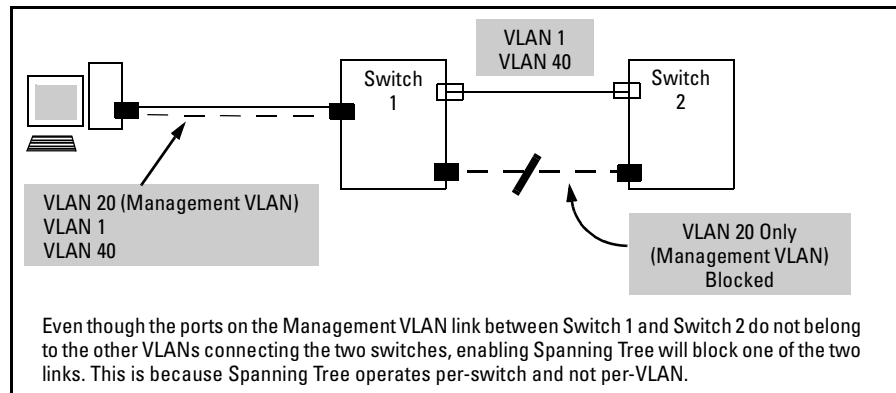 VLAN 1
VLAN 40
Switch
1
Switch
2
VLAN 20 (Management VLAN)
VLAN 1
VLAN 40
VLAN 20 Only
(Management VLAN)
Blocked
Even though the ports on the Management VLAN link between Switch 1 and Switch 2 do not belong
to the other VLANs connecting the two switches, enabling Spanning Tree will block one of the two
links. This is because Spanning Tree operates per-switch and not per-VLAN.